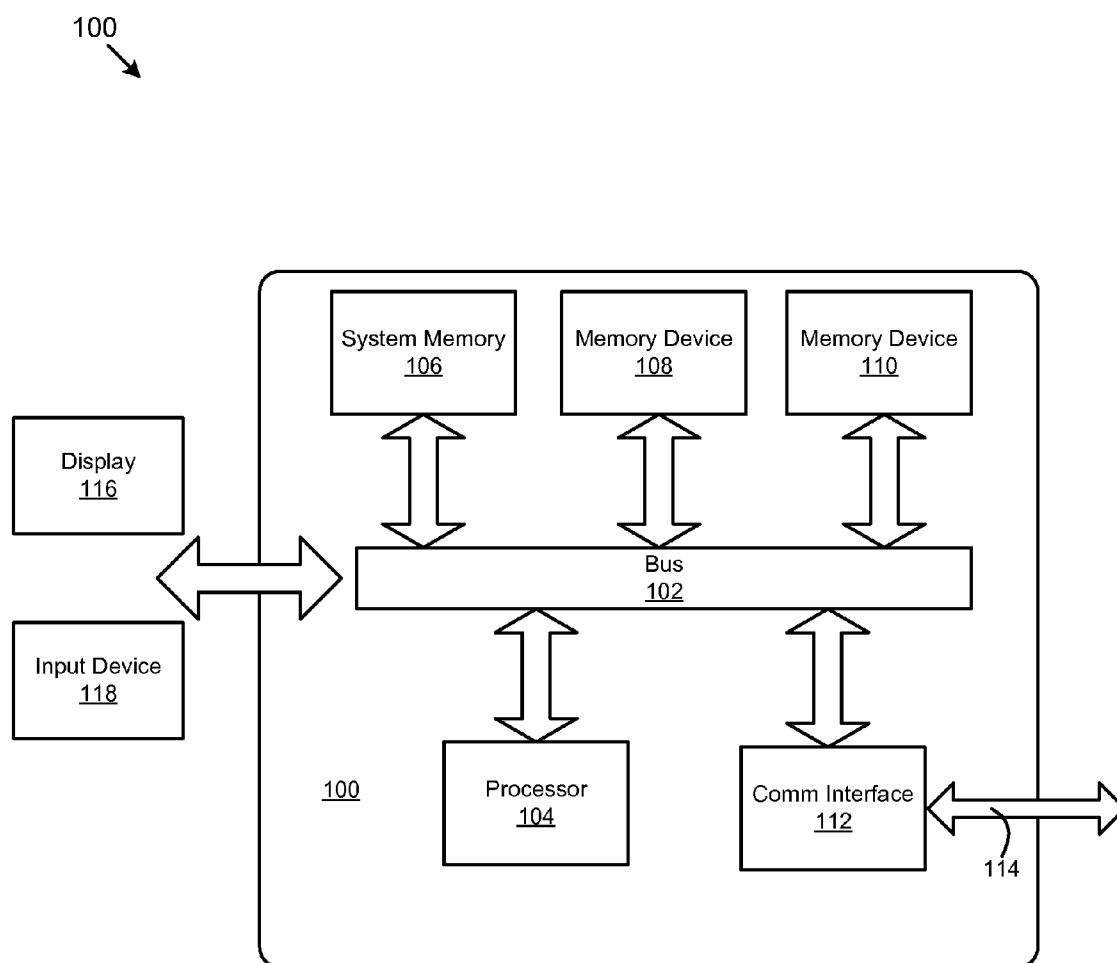 100
System Memory
106
Memory Device
108
Memory Device
110
Display
116
Bus
102
Input Device
118
100
Processor
104
Comm Interface
112
114